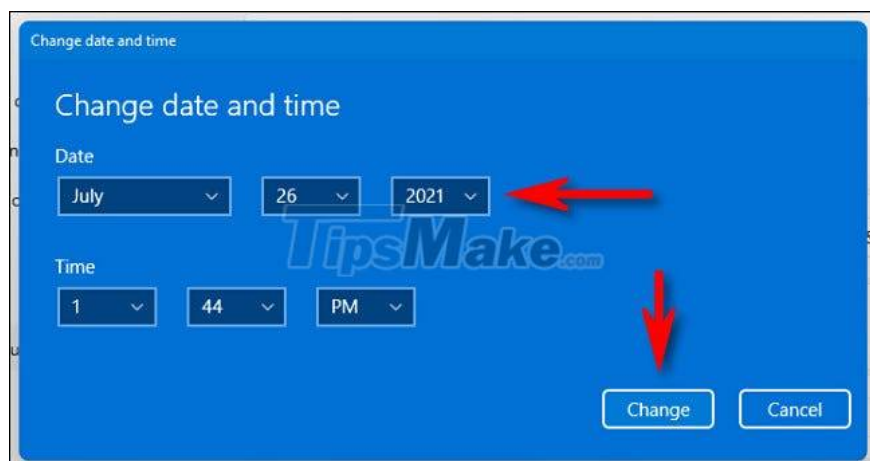 Change date and time
Change date and time
Date
July 26 2021
TipsMake.com
Time
1 44 PM
Change Cancel